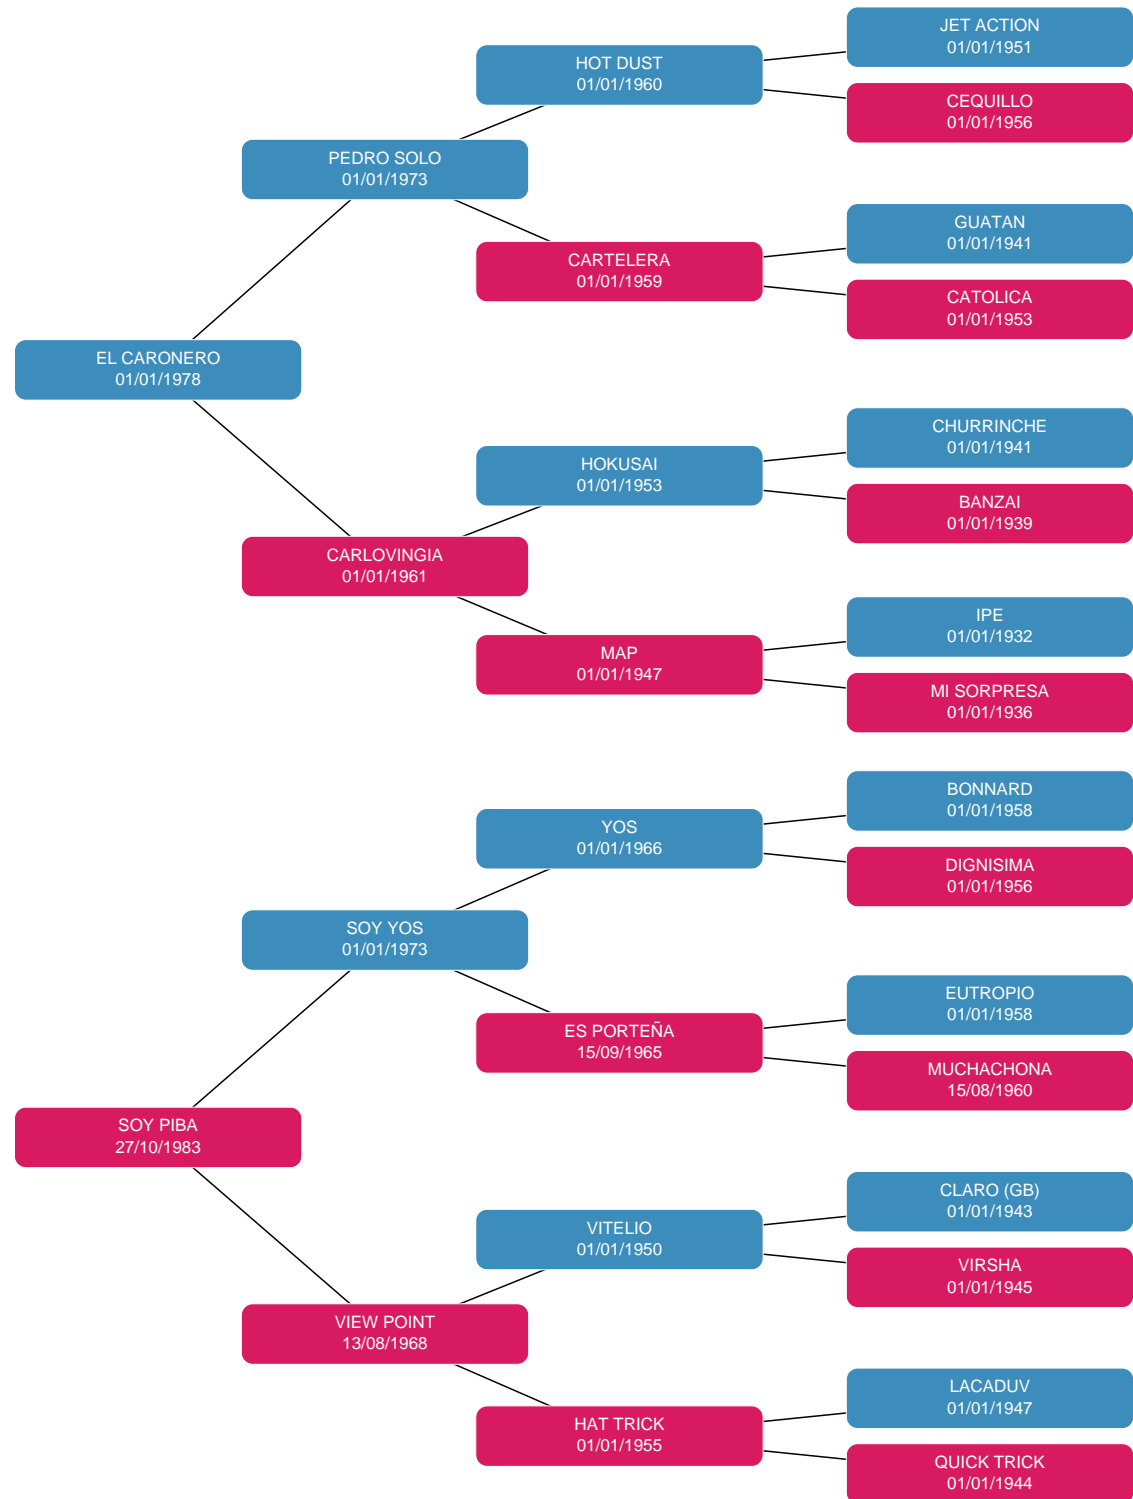 JET ACTION
01/01/1951
HOT DUST
01/01/1960
CEQUILLO
01/01/1956
PEDRO SOLO
01/01/1973
GUATAN
01/01/1941
CARTELERA
01/01/1959
CATOLICA
01/01/1953
EL CARONERO
01/01/1978
CHURRINCHE
01/01/1941
HOKUSAI
01/01/1953
BANZAI
01/01/1939
CARLOVINGIA
01/01/1961
IPE
01/01/1932
MAP
01/01/1947
MI SORPRESA
01/01/1936
BONNARD
01/01/1958
YOS
01/01/1966
DIGNISIMA
01/01/1956
SOY YOS
01/01/1973
EUTROPIO
01/01/1958
ES PORTEÑA
15/09/1965
MUCHACHONA
15/08/1960
SOY PIBA
27/10/1983
CLARO (GB)
01/01/1943
VITELIO
01/01/1950
VIRSHA
01/01/1945
VIEW POINT
13/08/1968
LACADUV
01/01/1947
HAT TRICK
01/01/1955
QUICK TRICK
01/01/1944